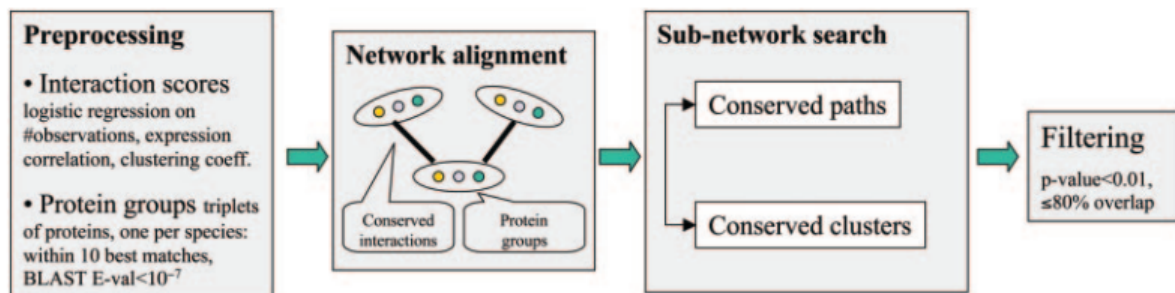 Preprocessing
• Interaction scores
logistic regression on
#observations, expression
correlation, clustering coeff.
• Protein groups triplets
of proteins, one per species:
within 10 best matches,
BLAST E-val<10⁻⁷
Network alignment
Conserved
interactions
Protein
groups
Sub-network search
Conserved paths
Conserved clusters
Filtering
p-value<0.01,
≤80% overlap